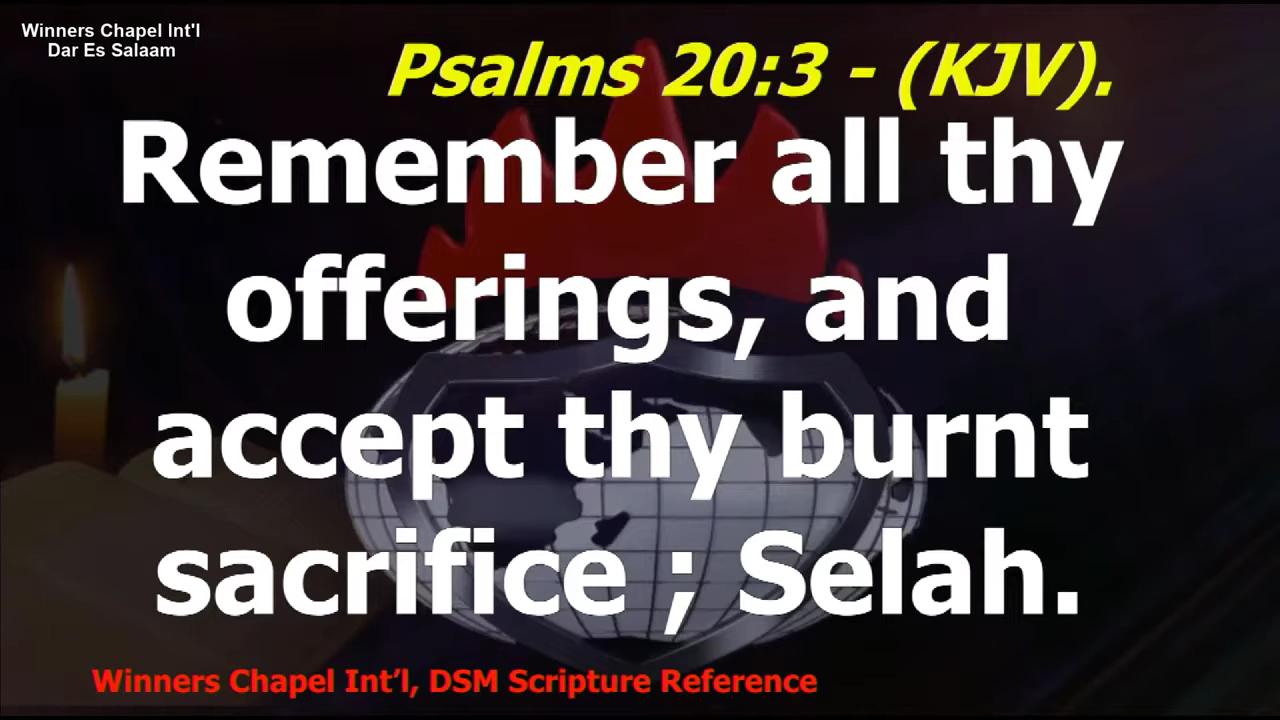 Winners Chapel Int'l
Dar Es Salaam
Psalms 20:3 - (KJV).
Remember all thy
offerings, and
accept thy burnt
sacrifice ; Selah.
Winners Chapel Int’l, DSM Scripture Reference